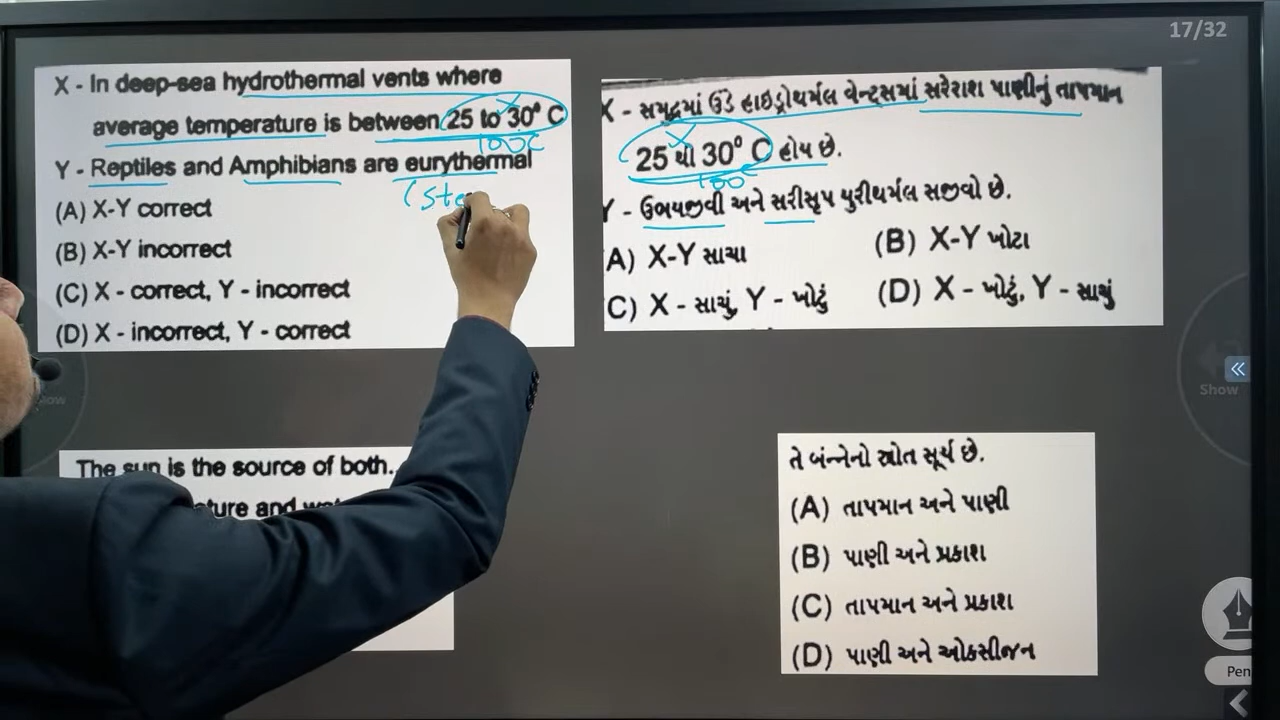 17/32
X - In deep-sea hydrothermal vents where
average temperature is between 25 to 30° C
100°C
Y - Reptiles and Amphibians are eurythermal
(ste
(A) X-Y correct
(B) X-Y incorrect
(C) X - correct, Y - incorrect
(D) X - incorrect, Y - correct
X - સમુદ્રમાં ઉંડે હાઇડ્રોથર્મલ વેન્ટ્સમાં સરેરાશ પાણીનું તાપમાન
25 થી 30° C હોય છે.
100
Y - ઉભયજીવી અને સરીસૃપ યુરીથર્મલ સજીવો છે.
A) X-Y સાચા
(B) X-Y ખોટા
C) X - સાચું, Y - ખોટું
(D) X - ખોટું, Y - સાચું
Show
The sun is the source of both..
તે બંન્નેનો સ્ત્રોત સૂર્ય છે.
(A) તાપમાન અને પાણી
(B) પાણી અને પ્રકાશ
(C) તાપમાન અને પ્રકાશ
(D) પાણી અને ઓક્સીજન
Pen